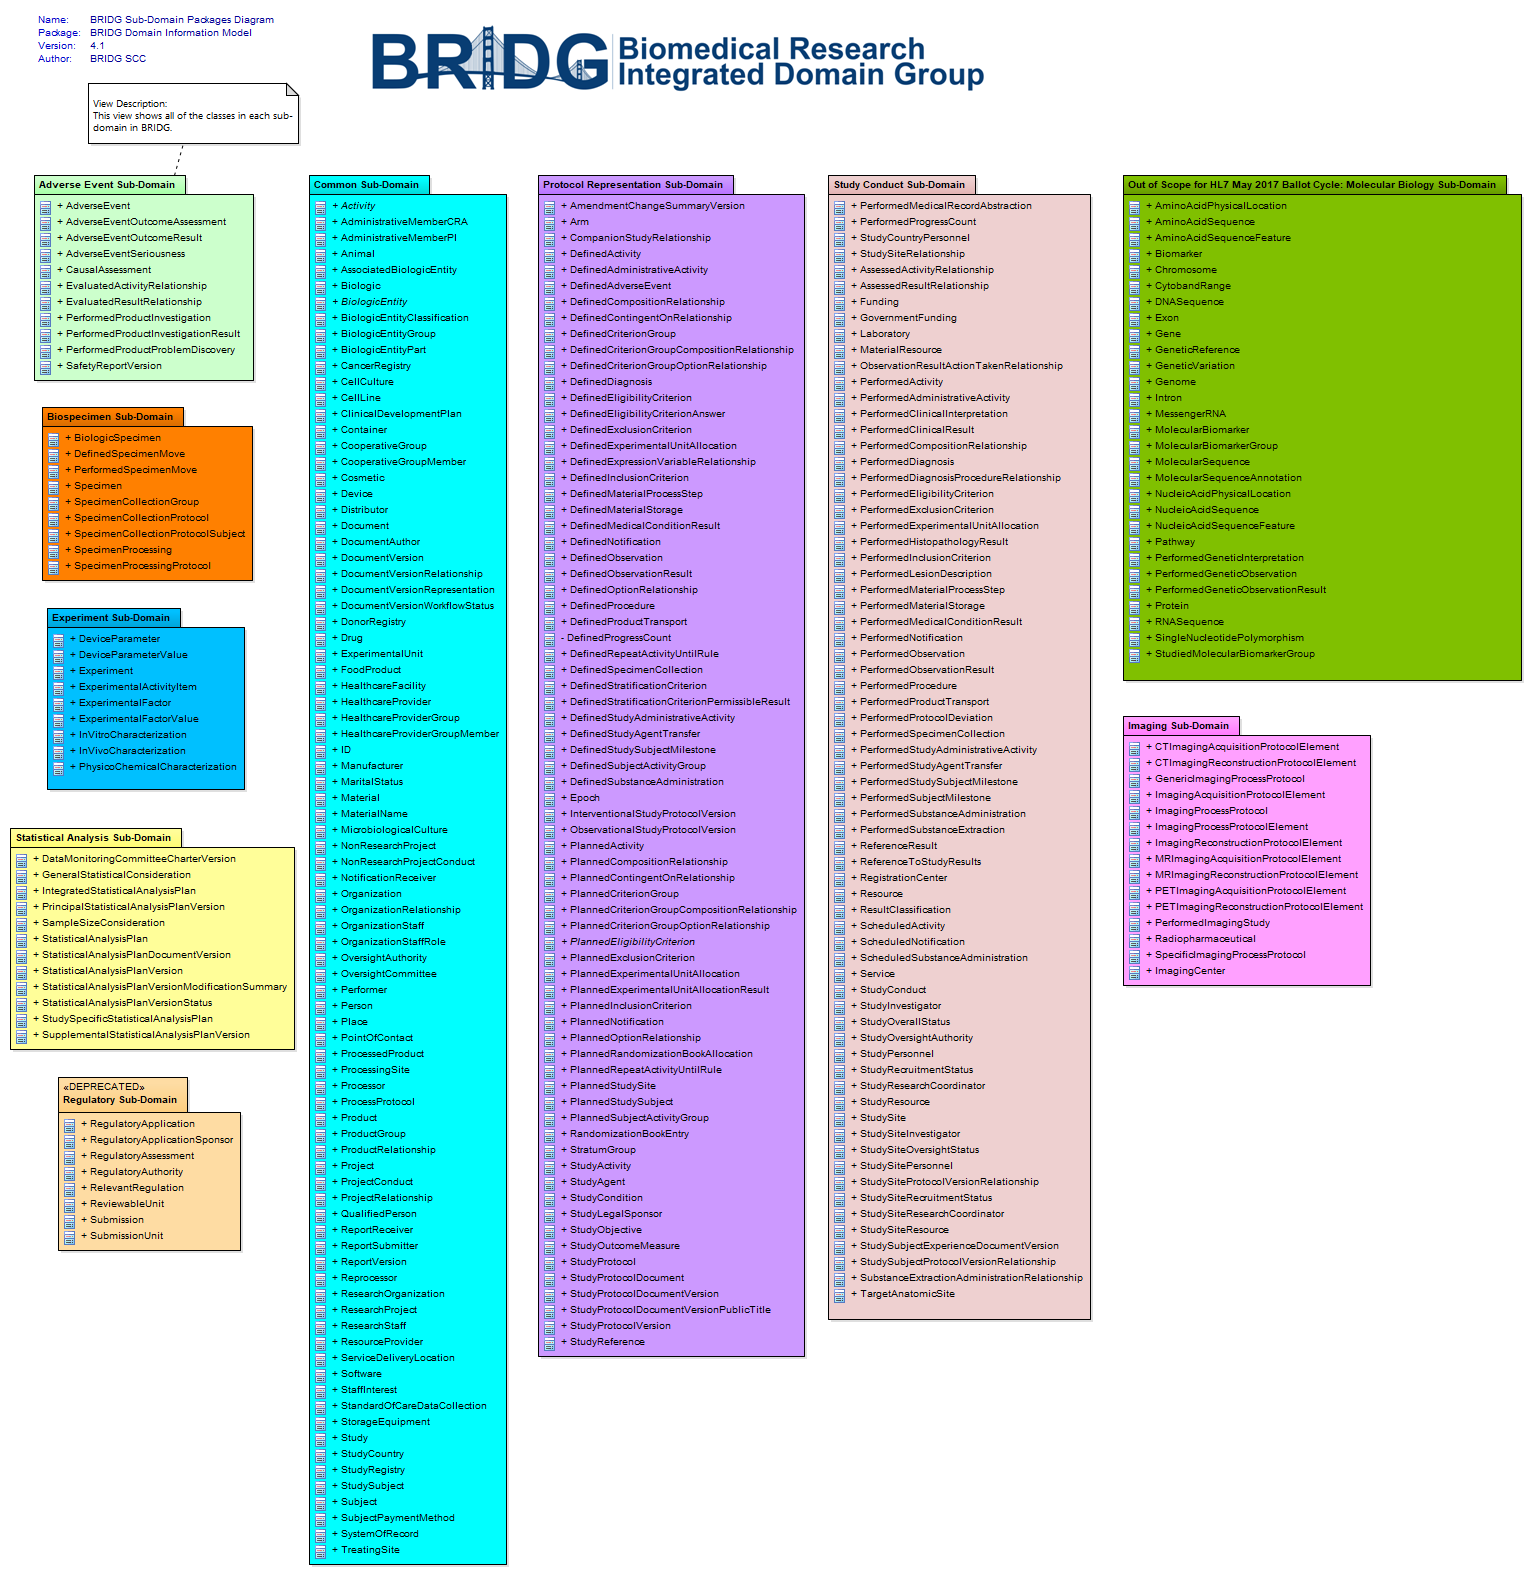 Name: BRIDG Sub-Domain Packages Diagram
Package: BRIDG Domain Information Model
Version: 4.1
Author: BRIDG SCC
BRIDG
Biomedical Research
Integrated Domain Group
View Description:
This view shows all of the classes in each sub-
domain in BRIDG.
Adverse Event Sub-Domain
+ AdverseEvent
+ AdverseEventOutcomeAssessment
+ AdverseEventOutcomeResult
+ AdverseEventSeriousness
+ CausalAssessment
+ EvaluatedActivityRelationship
+ EvaluatedResultRelationship
+ PerformedProductInvestigation
+ PerformedProductInvestigationResult
+ PerformedProductProblemDiscovery
+ SafetyReportVersion
Biospecimen Sub-Domain
+ BiologicSpecimen
+ DefinedSpecimenMove
+ PerformedSpecimenMove
+ Specimen
+ SpecimenCollectionGroup
+ SpecimenCollectionProtocol
+ SpecimenCollectionProtocolSubject
+ SpecimenProcessing
+ SpecimenProcessingProtocol
Experiment Sub-Domain
+ DeviceParameter
+ DeviceParameterValue
+ Experiment
+ ExperimentalActivityItem
+ ExperimentalFactor
+ ExperimentalFactorValue
+ InVitroCharacterization
+ InVivoCharacterization
+ PhysicoChemicalCharacterization
Statistical Analysis Sub-Domain
+ DataMonitoringCommitteeCharterVersion
+ GeneralStatisticalConsideration
+ IntegratedStatisticalAnalysisPlan
+ PrincipalStatisticalAnalysisPlanVersion
+ SampleSizeConsideration
+ StatisticalAnalysisPlan
+ StatisticalAnalysisPlanDocumentVersion
+ StatisticalAnalysisPlanVersion
+ StatisticalAnalysisPlanVersionModificationSummary
+ StatisticalAnalysisPlanVersionStatus
+ StudySpecificStatisticalAnalysisPlan
+ SupplementalStatisticalAnalysisPlanVersion
«DEPRECATED»
Regulatory Sub-Domain
+ RegulatoryApplication
+ RegulatoryApplicationSponsor
+ RegulatoryAssessment
+ RegulatoryAuthority
+ RelevantRegulation
+ ReviewableUnit
+ Submission
+ SubmissionUnit
Common Sub-Domain
+ Activity
+ AdministrativeMemberCRA
+ AdministrativeMemberPI
+ Animal
+ AssociatedBiologicEntity
+ Biologic
+ BiologicEntity
+ BiologicEntityClassification
+ BiologicEntityGroup
+ BiologicEntityPart
+ CancerRegistry
+ CellCulture
+ CellLine
+ ClinicalDevelopmentPlan
+ Container
+ CooperativeGroup
+ CooperativeGroupMember
+ Cosmetic
+ Device
+ Distributor
+ Document
+ DocumentAuthor
+ DocumentVersion
+ DocumentVersionRelationship
+ DocumentVersionRepresentation
+ DocumentVersionWorkflowStatus
+ DonorRegistry
+ Drug
+ ExperimentalUnit
+ FoodProduct
+ HealthcareFacility
+ HealthcareProvider
+ HealthcareProviderGroup
+ HealthcareProviderGroupMember
+ ID
+ Manufacturer
+ MaritalStatus
+ Material
+ MaterialName
+ MicrobiologicalCulture
+ NonResearchProject
+ NonResearchProjectConduct
+ NotificationReceiver
+ Organization
+ OrganizationRelationship
+ OrganizationStaff
+ OrganizationStaffRole
+ OversightAuthority
+ OversightCommittee
+ Performer
+ Person
+ Place
+ PointOfContact
+ ProcessedProduct
+ ProcessingSite
+ Processor
+ ProcessProtocol
+ Product
+ ProductGroup
+ ProductRelationship
+ Project
+ ProjectConduct
+ ProjectRelationship
+ QualifiedPerson
+ ReportReceiver
+ ReportSubmitter
+ ReportVersion
+ Reprocessor
+ ResearchOrganization
+ ResearchProject
+ ResearchStaff
+ ResourceProvider
+ ServiceDeliveryLocation
+ Software
+ StaffInterest
+ StandardOfCareDataCollection
+ StorageEquipment
+ Study
+ StudyCountry
+ StudyRegistry
+ StudySubject
+ Subject
+ SubjectPaymentMethod
+ SystemOfRecord
+ TreatingSite
Protocol Representation Sub-Domain
+ AmendmentChangeSummaryVersion
+ Arm
+ CompanionStudyRelationship
+ DefinedActivity
+ DefinedAdministrativeActivity
+ DefinedAdverseEvent
+ DefinedCompositionRelationship
+ DefinedContingentOnRelationship
+ DefinedCriterionGroup
+ DefinedCriterionGroupCompositionRelationship
+ DefinedCriterionGroupOptionRelationship
+ DefinedDiagnosis
+ DefinedEligibilityCriterion
+ DefinedEligibilityCriterionAnswer
+ DefinedExclusionCriterion
+ DefinedExperimentalUnitAllocation
+ DefinedExpressionVariableRelationship
+ DefinedInclusionCriterion
+ DefinedMaterialProcessStep
+ DefinedMaterialStorage
+ DefinedMedicalConditionResult
+ DefinedNotification
+ DefinedObservation
+ DefinedObservationResult
+ DefinedOptionRelationship
+ DefinedProcedure
+ DefinedProductTransport
- DefinedProgressCount
+ DefinedRepeatActivityUntilRule
+ DefinedSpecimenCollection
+ DefinedStratificationCriterion
+ DefinedStratificationCriterionPermissibleResult
+ DefinedStudyAdministrativeActivity
+ DefinedStudyAgentTransfer
+ DefinedStudySubjectMilestone
+ DefinedSubjectActivityGroup
+ DefinedSubstanceAdministration
+ Epoch
+ InterventionalStudyProtocolVersion
+ ObservationalStudyProtocolVersion
+ PlannedActivity
+ PlannedCompositionRelationship
+ PlannedContingentOnRelationship
+ PlannedCriterionGroup
+ PlannedCriterionGroupCompositionRelationship
+ PlannedCriterionGroupOptionRelationship
+ PlannedEligibilityCriterion
+ PlannedExclusionCriterion
+ PlannedExperimentalUnitAllocation
+ PlannedExperimentalUnitAllocationResult
+ PlannedInclusionCriterion
+ PlannedNotification
+ PlannedOptionRelationship
+ PlannedRandomizationBookAllocation
+ PlannedRepeatActivityUntilRule
+ PlannedStudySite
+ PlannedStudySubject
+ PlannedSubjectActivityGroup
+ RandomizationBookEntry
+ StratumGroup
+ StudyActivity
+ StudyAgent
+ StudyCondition
+ StudyLegalSponsor
+ StudyObjective
+ StudyOutcomeMeasure
+ StudyProtocol
+ StudyProtocolDocument
+ StudyProtocolDocumentVersion
+ StudyProtocolDocumentVersionPublicTitle
+ StudyProtocolVersion
+ StudyReference
Study Conduct Sub-Domain
+ PerformedMedicalRecordAbstraction
+ PerformedProgressCount
+ StudyCountryPersonnel
+ StudySiteRelationship
+ AssessedActivityRelationship
+ AssessedResultRelationship
+ Funding
+ GovernmentFunding
+ Laboratory
+ MaterialResource
+ ObservationResultActionTakenRelationship
+ PerformedActivity
+ PerformedAdministrativeActivity
+ PerformedClinicalInterpretation
+ PerformedClinicalResult
+ PerformedCompositionRelationship
+ PerformedDiagnosis
+ PerformedDiagnosisProcedureRelationship
+ PerformedEligibilityCriterion
+ PerformedExclusionCriterion
+ PerformedExperimentalUnitAllocation
+ PerformedHistopathologyResult
+ PerformedInclusionCriterion
+ PerformedLesionDescription
+ PerformedMaterialProcessStep
+ PerformedMaterialStorage
+ PerformedMedicalConditionResult
+ PerformedNotification
+ PerformedObservation
+ PerformedObservationResult
+ PerformedProcedure
+ PerformedProductTransport
+ PerformedProtocolDeviation
+ PerformedSpecimenCollection
+ PerformedStudyAdministrativeActivity
+ PerformedStudyAgentTransfer
+ PerformedStudySubjectMilestone
+ PerformedSubjectMilestone
+ PerformedSubstanceAdministration
+ PerformedSubstanceExtraction
+ ReferenceResult
+ ReferenceToStudyResults
+ RegistrationCenter
+ Resource
+ ResultClassification
+ ScheduledActivity
+ ScheduledNotification
+ ScheduledSubstanceAdministration
+ Service
+ StudyConduct
+ StudyInvestigator
+ StudyOverallStatus
+ StudyOversightAuthority
+ StudyPersonnel
+ StudyRecruitmentStatus
+ StudyResearchCoordinator
+ StudyResource
+ StudySite
+ StudySiteInvestigator
+ StudySiteOversightStatus
+ StudySitePersonnel
+ StudySiteProtocolVersionRelationship
+ StudySiteRecruitmentStatus
+ StudySiteResearchCoordinator
+ StudySiteResource
+ StudySubjectExperienceDocumentVersion
+ StudySubjectProtocolVersionRelationship
+ SubstanceExtractionAdministrationRelationship
+ TargetAnatomicSite
Out of Scope for HL7 May 2017 Ballot Cycle: Molecular Biology Sub-Domain
+ AminoAcidPhysicalLocation
+ AminoAcidSequence
+ AminoAcidSequenceFeature
+ Biomarker
+ Chromosome
+ CytobandRange
+ DNASequence
+ Exon
+ Gene
+ GeneticReference
+ GeneticVariation
+ Genome
+ Intron
+ MessengerRNA
+ MolecularBiomarker
+ MolecularBiomarkerGroup
+ MolecularSequence
+ MolecularSequenceAnnotation
+ NucleicAcidPhysicalLocation
+ NucleicAcidSequence
+ NucleicAcidSequenceFeature
+ Pathway
+ PerformedGeneticInterpretation
+ PerformedGeneticObservation
+ PerformedGeneticObservationResult
+ Protein
+ RNASequence
+ SingleNucleotidePolymorphism
+ StudiedMolecularBiomarkerGroup
Imaging Sub-Domain
+ CTImagingAcquisitionProtocolElement
+ CTImagingReconstructionProtocolElement
+ GenericImagingProcessProtocol
+ ImagingAcquisitionProtocolElement
+ ImagingProcessProtocol
+ ImagingProcessProtocolElement
+ ImagingReconstructionProtocolElement
+ MRImagingAcquisitionProtocolElement
+ MRImagingReconstructionProtocolElement
+ PETImagingAcquisitionProtocolElement
+ PETImagingReconstructionProtocolElement
+ PerformedImagingStudy
+ Radiopharmaceutical
+ SpecificImagingProcessProtocol
+ ImagingCenter